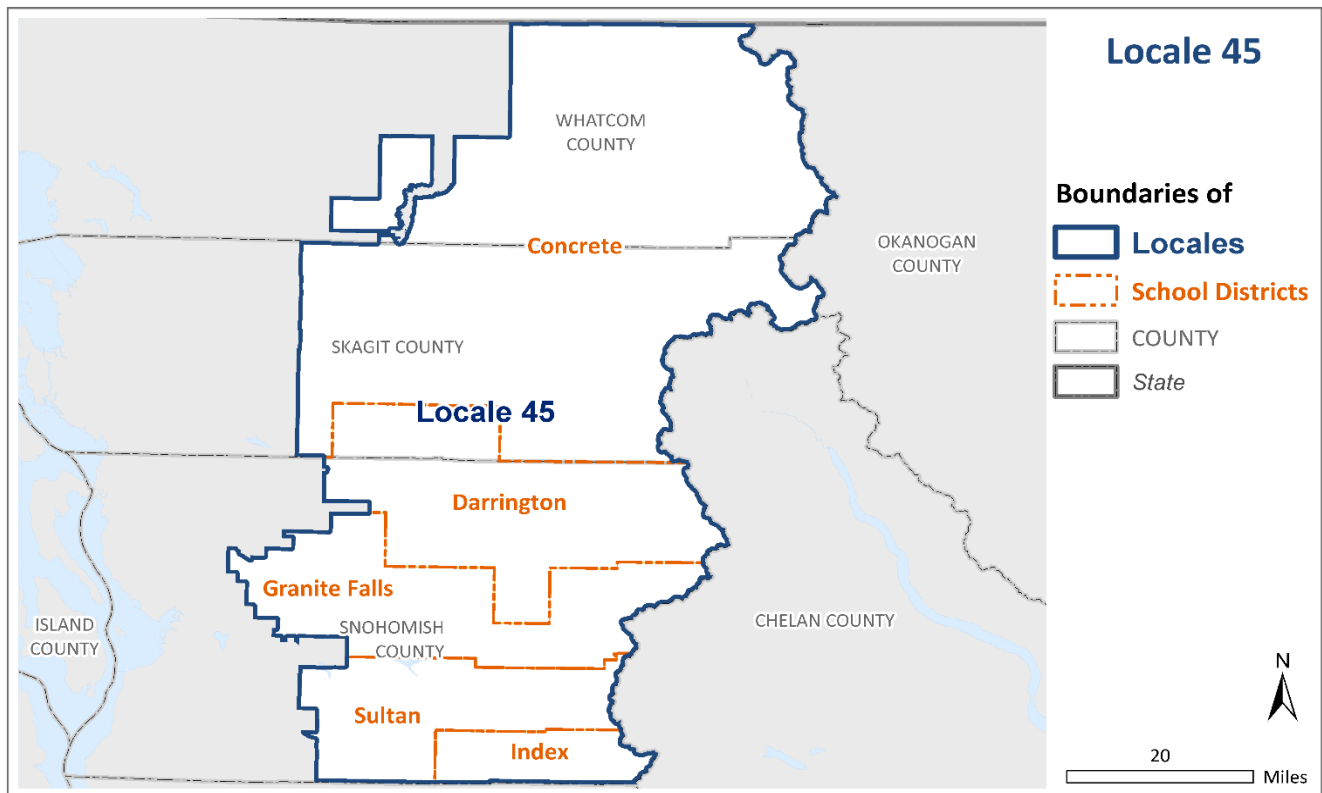 Locale 45
WHATCOM
COUNTY
Boundaries of
Locales
Concrete
OKANOGAN
COUNTY
School Districts
COUNTY
SKAGIT COUNTY
State
Locale 45
Darrington
Granite Falls
ISLAND
COUNTY
SNOHOMISH
COUNTY
CHELAN COUNTY
N
Sultan
Index
20
Miles